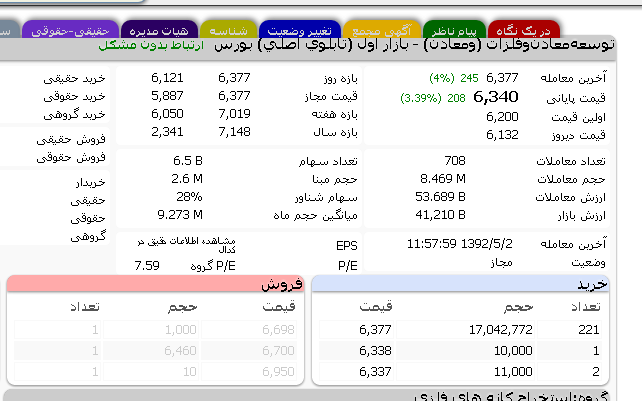 در یک نگاه پیام ناظر آگهی مجمع تغییر وضعیت شناسه هیات مدیره حقیقی-حقوقی
توسعه‌معادن‌وفلزات (ومعادن) - بازار اول (تابلوی اصلی) بورس ارتباط بدون مشکل
آخرین معامله 6,377 245 (4%)
قیمت پایانی 6,340 208 (3.39%)
اولین قیمت 6,200
قیمت دیروز 6,132
بازه روز 6,377 6,121
قیمت مجاز 6,377 5,887
بازه هفته 7,019 6,050
بازه سال 7,148 2,341
خرید حقیقی
خرید حقوقی
خرید گروهی
فروش حقیقی
فروش حقوقی
تعداد معاملات 708
حجم معاملات 8.469 M
ارزش معاملات 53.689 B
ارزش بازار 41,210 B
تعداد سهام 6.5 B
حجم مبنا 2.6 M
سهام شناور 28%
میانگین حجم ماه 9.273 M
خریدار
حقیقی
حقوقی
گروهی
آخرین معامله 1392/5/2 11:57:59
وضعیت مجاز
EPS مشاهده اطلاعات دقیق در کدال
P/E P/E گروه 7.59
خرید
تعداد حجم قیمت
221 17,042,772 6,377
1 10,000 6,338
2 11,000 6,337
فروش
قیمت حجم تعداد
6,698 1,000 1
6,700 6,460 1
6,950 10 1
گروه:استخراج کانه های فلزی